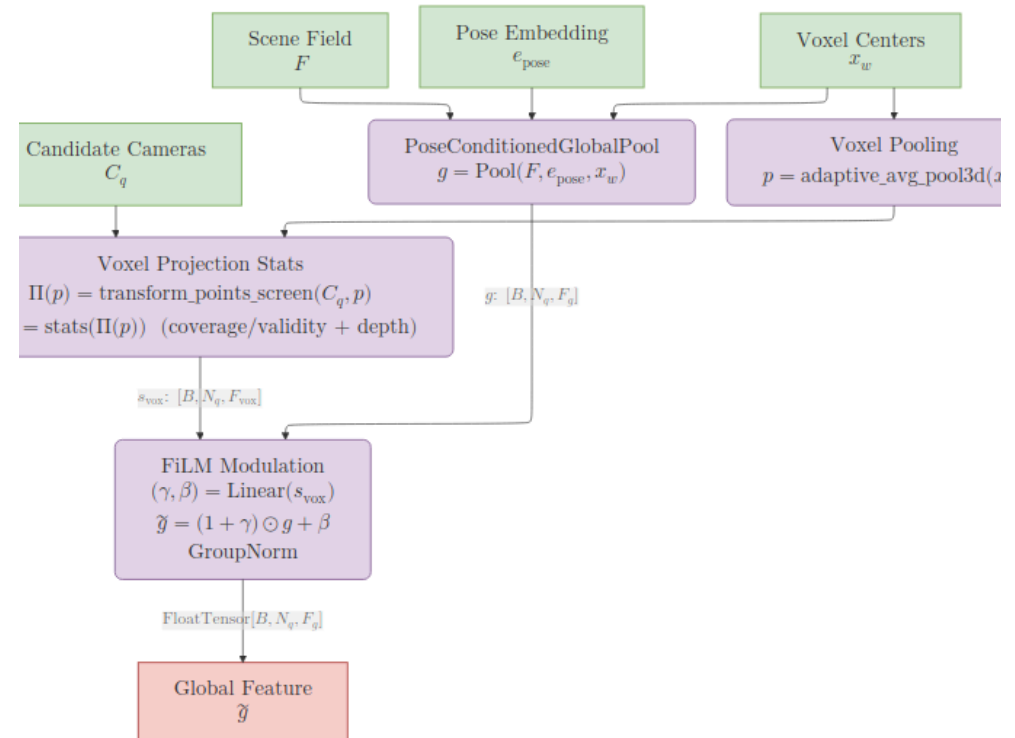 Scene Field
F
Pose Embedding
e_pose
Voxel Centers
x_w
Candidate Cameras
C_q
PoseConditionedGlobalPool
g = Pool(F, e_pose, x_w)
Voxel Pooling
p = adaptive_avg_pool3d(
Voxel Projection Stats
Π(p) = transform_points_screen(C_q, p)
= stats(Π(p)) (coverage/validity + depth)
g: [B, N_q, F_g]
s_vox: [B, N_q, F_vox]
FiLM Modulation
(γ, β) = Linear(s_vox)
g̃ = (1 + γ) ⊙ g + β
GroupNorm
FloatTensor[B, N_q, F_g]
Global Feature
g̃